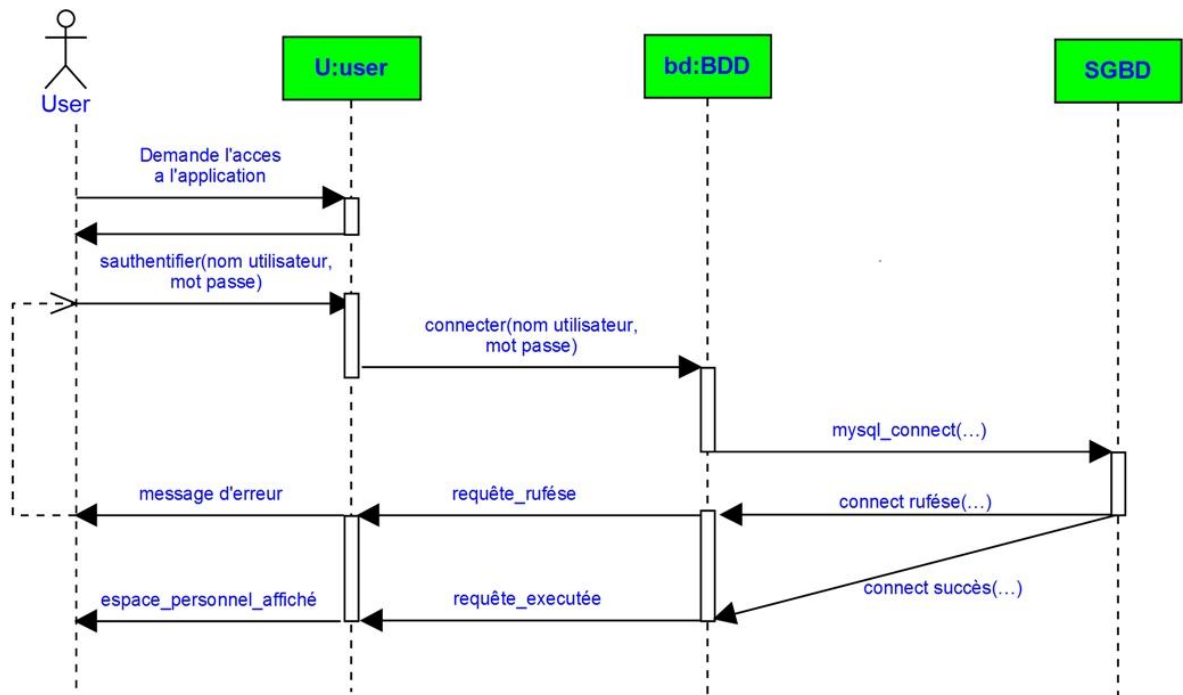 User
U:user
bd:BDD
SGBD
Demande l'acces
a l'application
sauthentifier(nom utilisateur,
mot passe)
connecter(nom utilisateur,
mot passe)
mysql_connect(…)
message d'erreur
requête_rufése
connect rufése(…)
espace_personnel_affiché
requête_executée
connect succès(…)